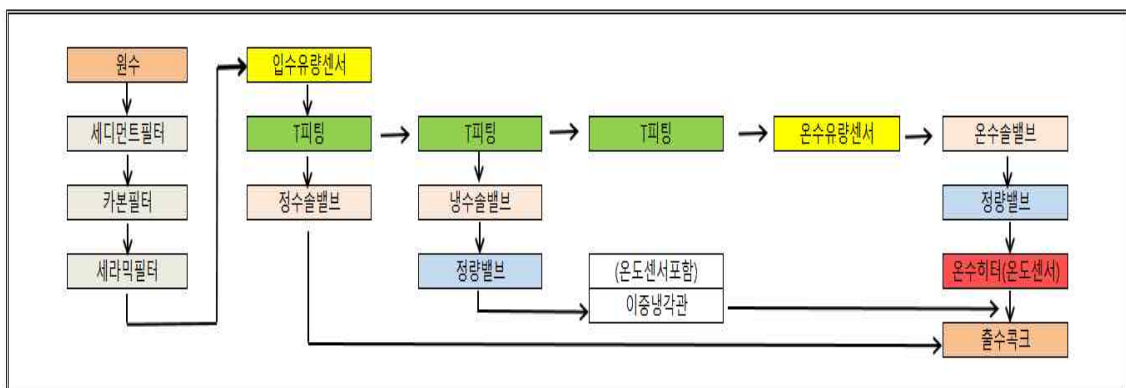 원수
입수유량센서
세디먼트필터
T피팅
T피팅
T피팅
온수유량센서
온수솔밸브
카본필터
정수솔밸브
냉수솔밸브
정량밸브
세라믹필터
정량밸브
(온도센서포함)
온수히터(온도센서)
이중냉각관
출수콕크